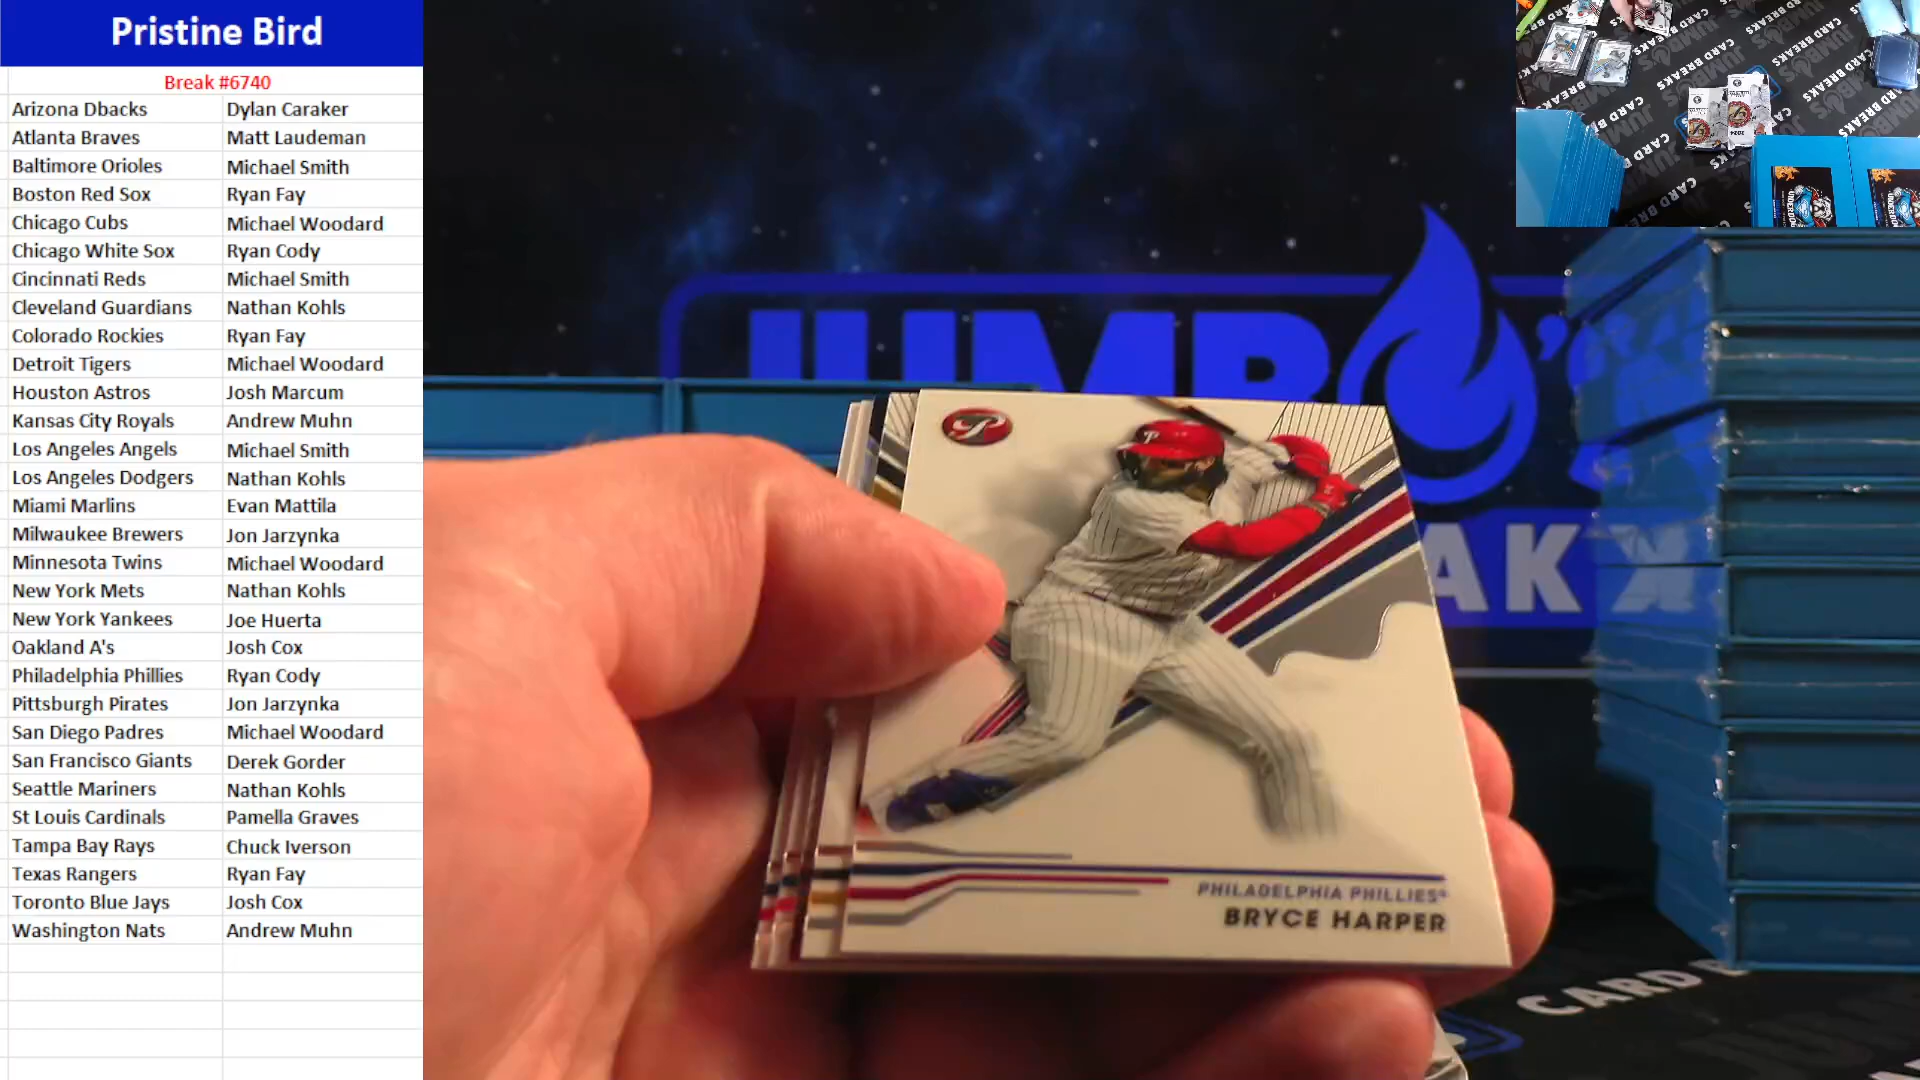 Pristine Bird
Break #6740
Arizona Dbacks Dylan Caraker
Atlanta Braves Matt Laudeman
Baltimore Orioles Michael Smith
Boston Red Sox Ryan Fay
Chicago Cubs Michael Woodard
Chicago White Sox Ryan Cody
Cincinnati Reds Michael Smith
Cleveland Guardians Nathan Kohls
Colorado Rockies Ryan Fay
Detroit Tigers Michael Woodard
Houston Astros Josh Marcum
Kansas City Royals Andrew Muhn
Los Angeles Angels Michael Smith
Los Angeles Dodgers Nathan Kohls
Miami Marlins Evan Mattila
Milwaukee Brewers Jon Jarzynka
Minnesota Twins Michael Woodard
New York Mets Nathan Kohls
New York Yankees Joe Huerta
Oakland A's Josh Cox
Philadelphia Phillies Ryan Cody
Pittsburgh Pirates Jon Jarzynka
San Diego Padres Michael Woodard
San Francisco Giants Derek Gorder
Seattle Mariners Nathan Kohls
St Louis Cardinals Pamella Graves
Tampa Bay Rays Chuck Iverson
Texas Rangers Ryan Fay
Toronto Blue Jays Josh Cox
Washington Nats Andrew Muhn
P
PHILADELPHIA PHILLIES®
BRYCE HARPER
CARD BREAKS
CARD BREAKS
CARD BREAKS